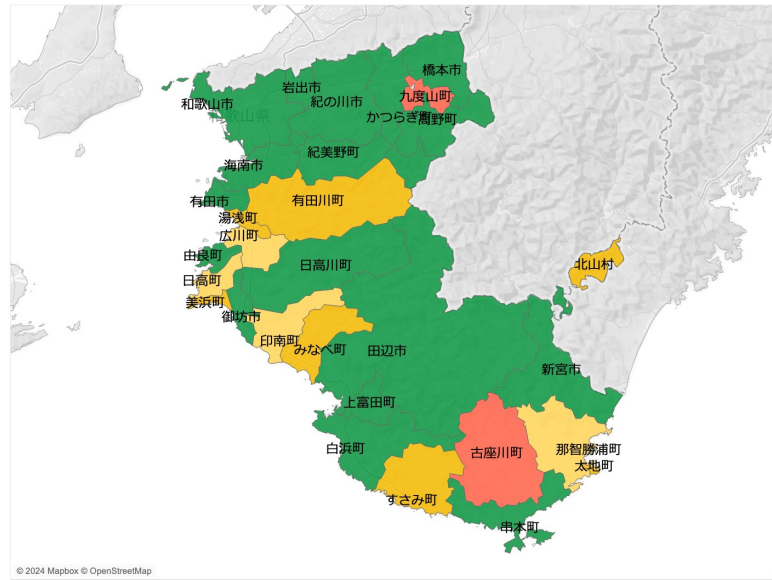 橋本市
岩出市
和歌山市
紀の川市
九度山町
和歌山県
かつらぎ町
高野町
紀美野町
海南市
有田市
有田川町
湯浅町
広川町
由良町
日高川町
北山村
日高町
美浜町
御坊市
印南町
みなべ町
田辺市
新宮市
上富田町
白浜町
古座川町
那智勝浦町
太地町
すさみ町
串本町
© 2024 Mapbox © OpenStreetMap